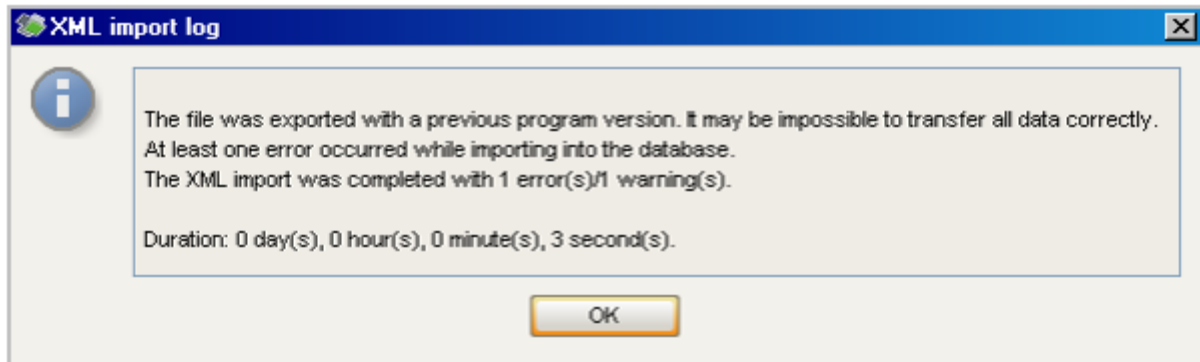 XML import log
The file was exported with a previous program version. It may be impossible to transfer all data correctly.
At least one error occurred while importing into the database.
The XML import was completed with 1 error(s)/1 warning(s).
Duration: 0 day(s), 0 hour(s), 0 minute(s), 3 second(s).
OK